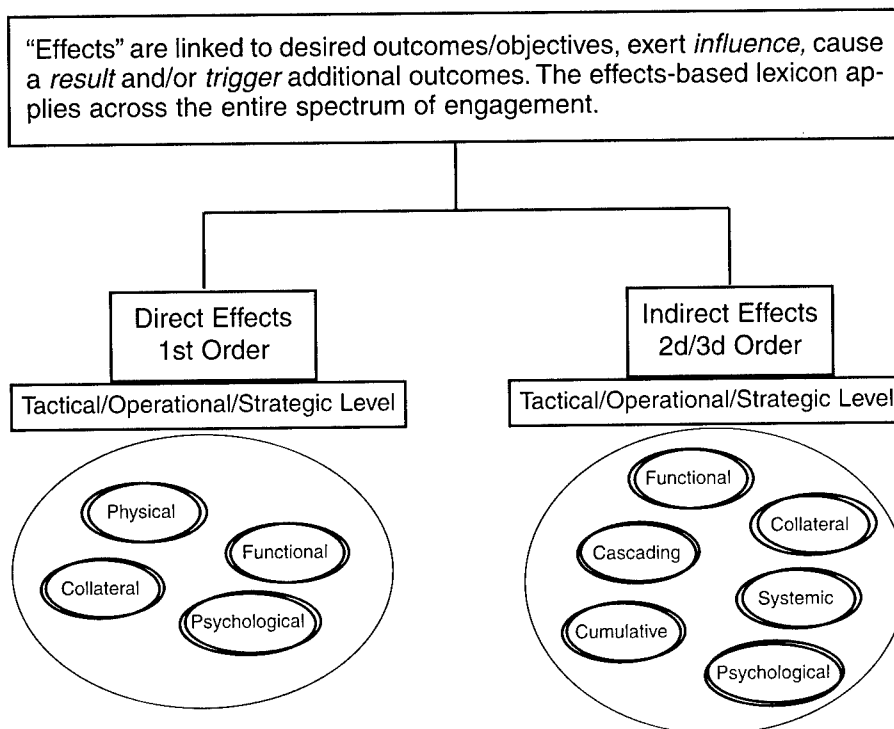 “Effects” are linked to desired outcomes/objectives, exert influence, cause
a result and/or trigger additional outcomes. The effects-based lexicon ap-
plies across the entire spectrum of engagement.
Direct Effects
1st Order
Tactical/Operational/Strategic Level
Physical
Functional
Collateral
Psychological
Indirect Effects
2d/3d Order
Tactical/Operational/Strategic Level
Functional
Collateral
Cascading
Systemic
Cumulative
Psychological